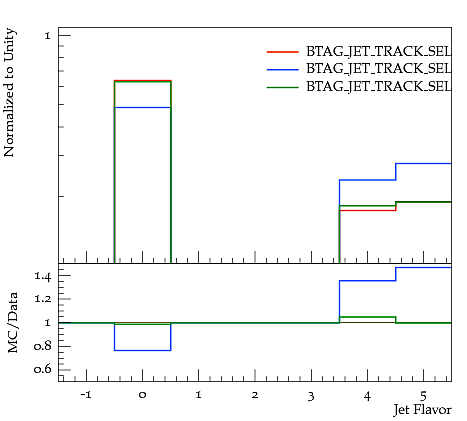 Normalized to Unity
1
BTAG_JET_TRACK_SEL
BTAG_JET_TRACK_SEL
BTAG_JET_TRACK_SEL
MC/Data
1.4
1.2
1
0.8
0.6
-1 0 1 2 3 4 5
Jet Flavor